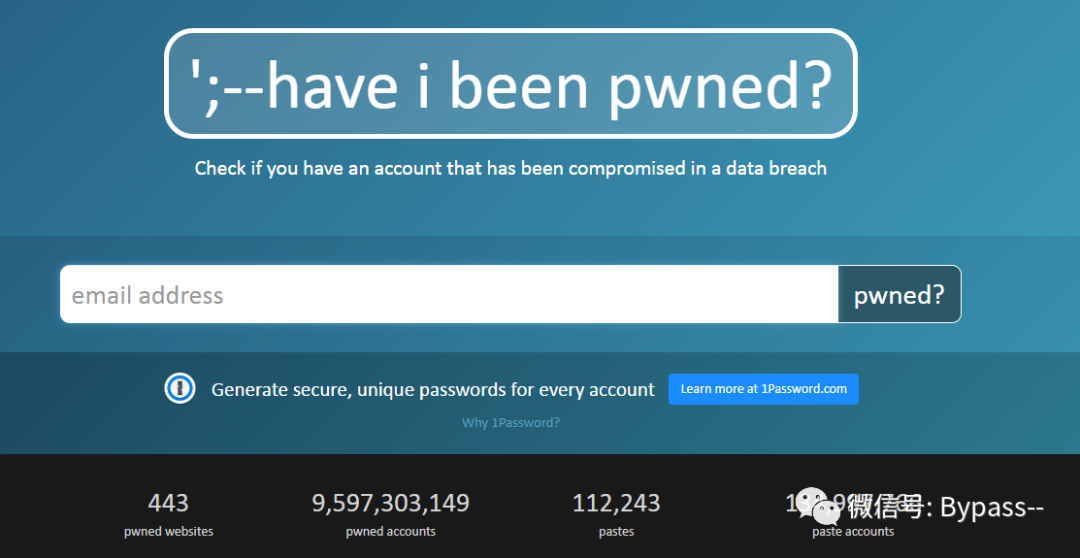 ';--have i been pwned?
Check if you have an account that has been compromised in a data breach
email address
pwned?
Generate secure, unique passwords for every account
Learn more at 1Password.com
Why 1Password?
443 9,597,303,149 112,243
pwned websites pwned accounts pastes paste accounts
微信号: Bypass--